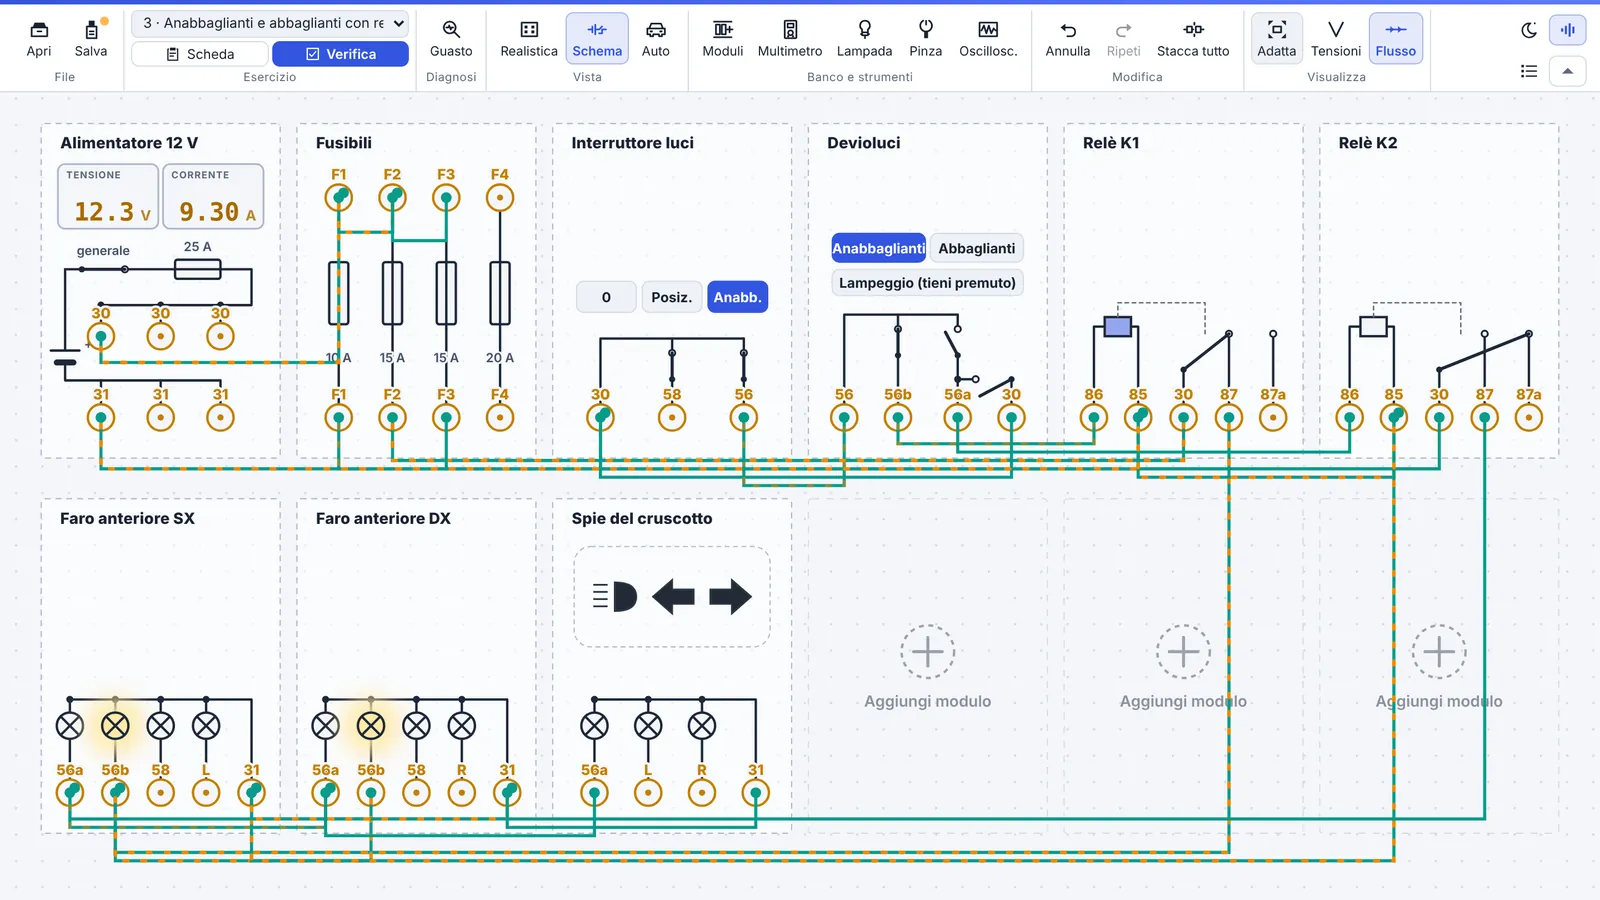 3 · Anabbaglianti e abbaglianti con re
Apri Salva
Scheda Verifica
Guasto
Realistica Schema Auto
Moduli Multimetro Lampada Pinza Oscillosc.
Annulla Ripeti Stacca tutto
Adatta Tensioni Flusso
File Esercizio Diagnosi Vista Banco e strumenti Modifica Visualizza
Alimentatore 12 V
TENSIONE CORRENTE
12.3 V 9.30 A
generale 25 A
30 30 30
+
31 31 31
Fusibili
F1 F2 F3 F4
10 A 15 A 15 A 20 A
F1 F2 F3 F4
Interruttore luci
0 Posiz. Anabb.
30 58 56
Devioluci
Anabbaglianti Abbaglianti
Lampeggio (tieni premuto)
56 56b 56a 30
Relè K1
86 85 30 87 87a
Relè K2
86 85 30 87 87a
Faro anteriore SX
56a 56b 58 L 31
Faro anteriore DX
56a 56b 58 R 31
Spie del cruscotto
56a L R 31
Aggiungi modulo
Aggiungi modulo
Aggiungi modulo